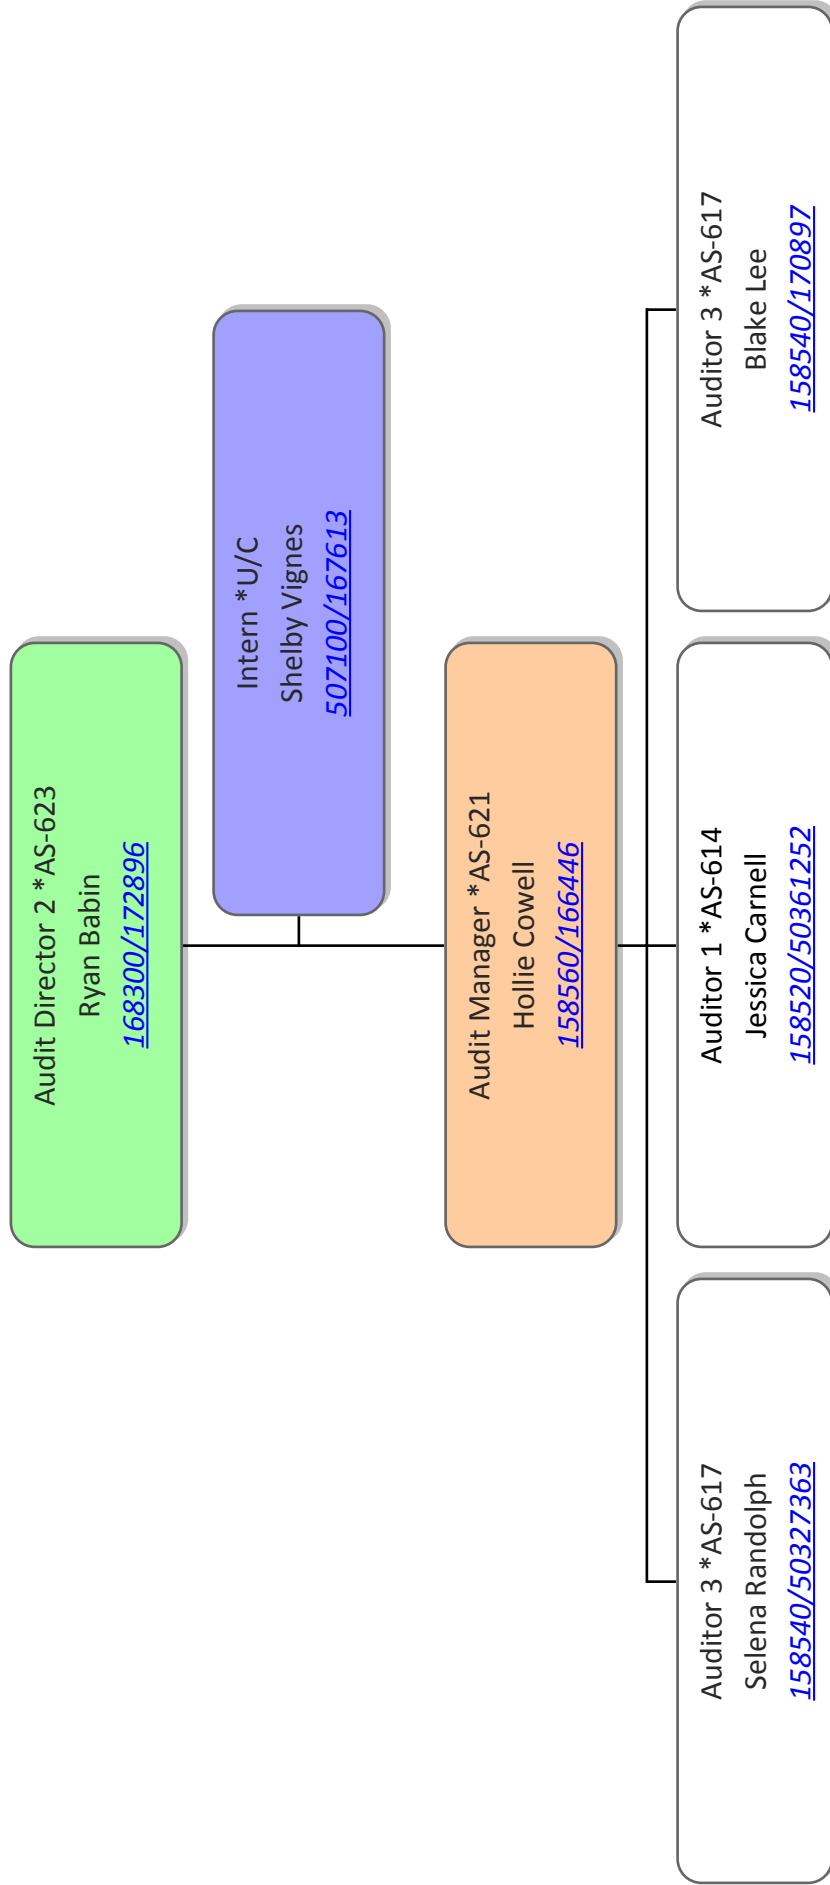 Audit Director 2 *AS-623
Ryan Babin
168300/172896
Intern *U/C
Shelby Vignes
507100/167613
Audit Manager *AS-621
Hollie Cowell
158560/166446
Auditor 3 *AS-617
Selena Randolph
158540/50327363
Auditor 1 *AS-614
Jessica Carnell
158520/50361252
Auditor 3 *AS-617
Blake Lee
158540/170897